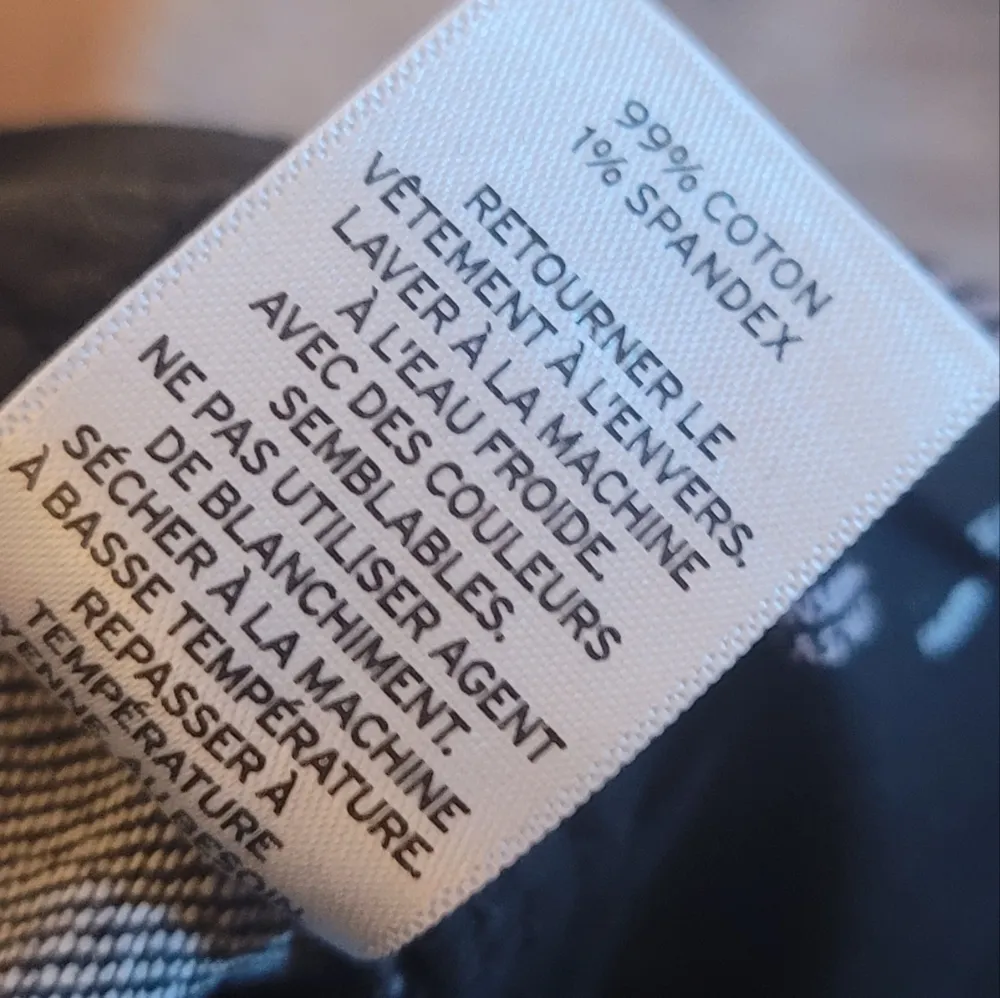 99% COTON
1% SPANDEX
RETOURNER LE
VÊTEMENT À L'ENVERS.
LAVER À LA MACHINE
À L'EAU FROIDE.
AVEC DES COULEURS
SEMBLABLES.
NE PAS UTILISER AGENT
DE BLANCHIMENT.
SÉCHER À LA MACHINE
À BASSE TEMPÉRATURE.
REPASSER À
TEMPÉRATURE